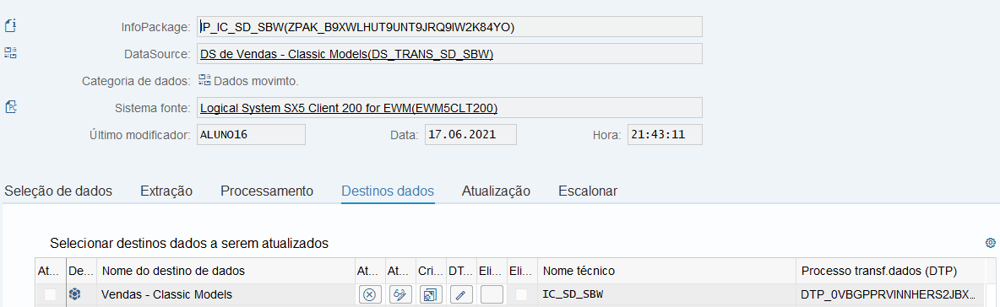 InfoPackage: IP_IC_SD_SBW(ZPAK_B9XWLHUT9UNT9JRQ9IW2K84YO)
DataSource: DS de Vendas - Classic Models(DS_TRANS_SD_SBW)
Categoria de dados: Dados movimto.
Sistema fonte: Logical System SX5 Client 200 for EWM(EWM5CLT200)
Último modificador: ALUNO16 Data: 17.06.2021 Hora: 21:43:11
Seleção de dados Extração Processamento Destinos dados Atualização Escalonar
Selecionar destinos dados a serem atualizados
At... De... Nome do destino de dados At... At... Cri... DT... Eli... Eli... Nome técnico Processo transf.dados (DTP)
Vendas - Classic Models IC_SD_SBW DTP_0VBGPPRVINNHERS2JBX...